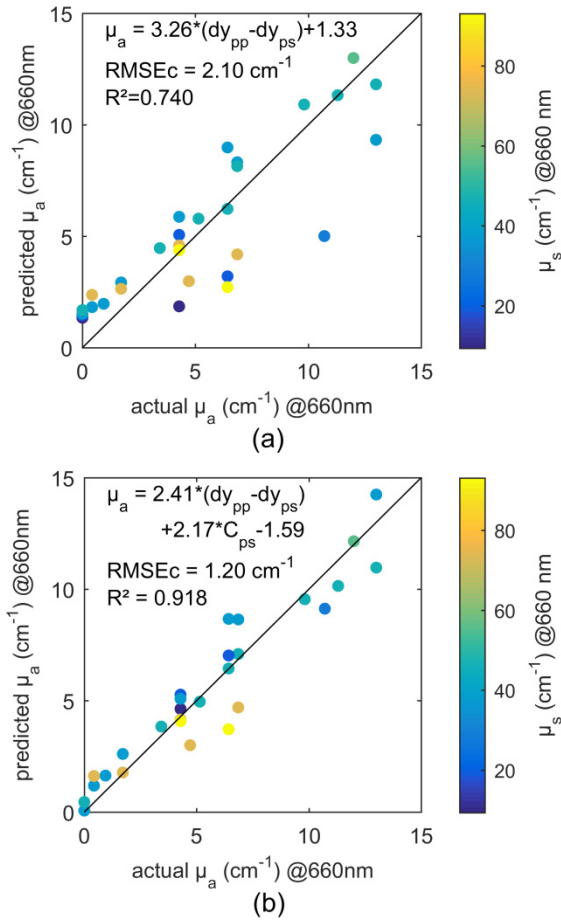 μa = 3.26*(dypp-dyps)+1.33
RMSEc = 2.10 cm-1
R²=0.740
15
10
5
0
predicted μa (cm-1) @660nm
0 5 10 15
actual μa (cm-1) @660nm
80
60
40
20
μs (cm-1) @660 nm
(a)
μa = 2.41*(dypp-dyps)
+2.17*Cps-1.59
RMSEc = 1.20 cm-1
R² = 0.918
15
10
5
0
predicted μa (cm-1) @660nm
0 5 10 15
actual μa (cm-1) @660nm
80
60
40
20
μs (cm-1) @660 nm
(b)